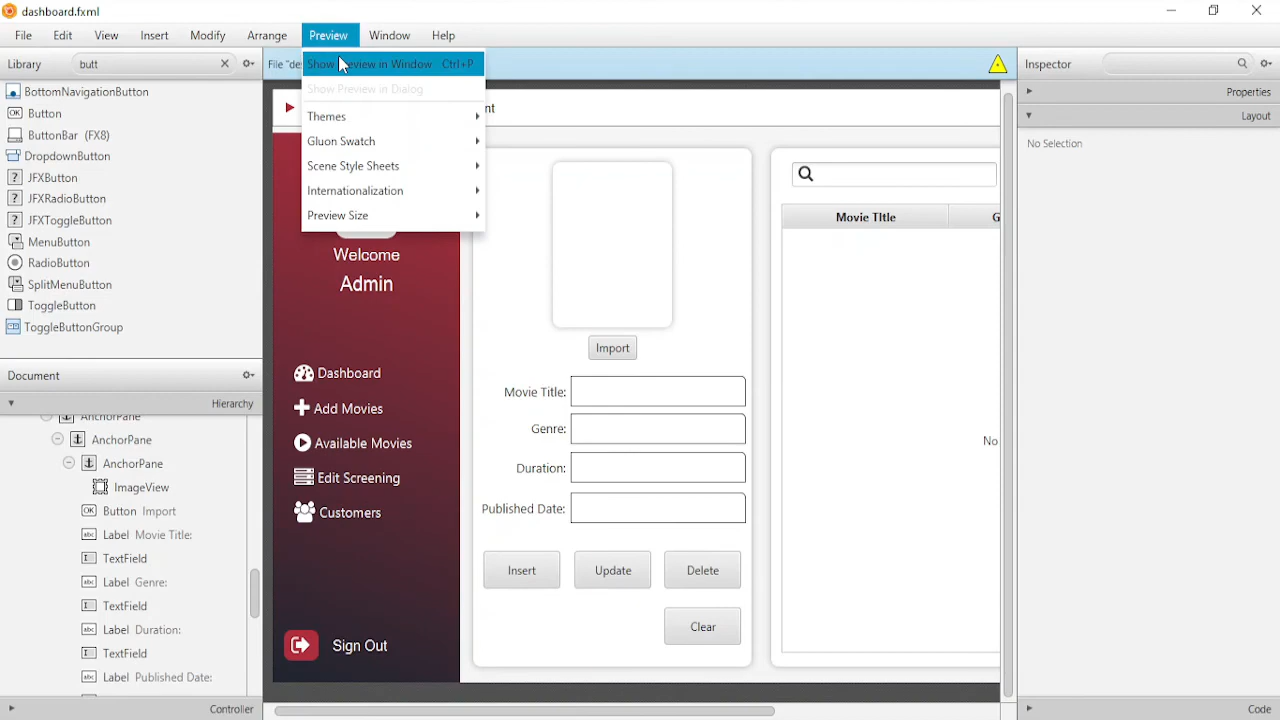 dashboard.fxml
File Edit View Insert Modify Arrange Preview Window Help
Library
butt
BottomNavigationButton
Button
ButtonBar (FX8)
DropdownButton
JFXButton
JFXRadioButton
JFXToggleButton
MenuButton
RadioButton
SplitMenuButton
ToggleButton
ToggleButtonGroup
Document
Hierarchy
AnchorPane
AnchorPane
AnchorPane
ImageView
Button Import
Label Movie Title:
TextField
Label Genre:
TextField
Label Duration:
TextField
Label Published Date:
Controller
File "de
Show Preview in Window Ctrl+P
Show Preview in Dialog
Themes
Gluon Swatch
Scene Style Sheets
Internationalization
Preview Size
nt
Welcome
Admin
Dashboard
Add Movies
Available Movies
Edit Screening
Customers
Sign Out
Import
Movie Title:
Genre:
Duration:
Published Date:
Insert Update Delete
Clear
Movie Title G
No
Inspector
Properties
Layout
No Selection
Code